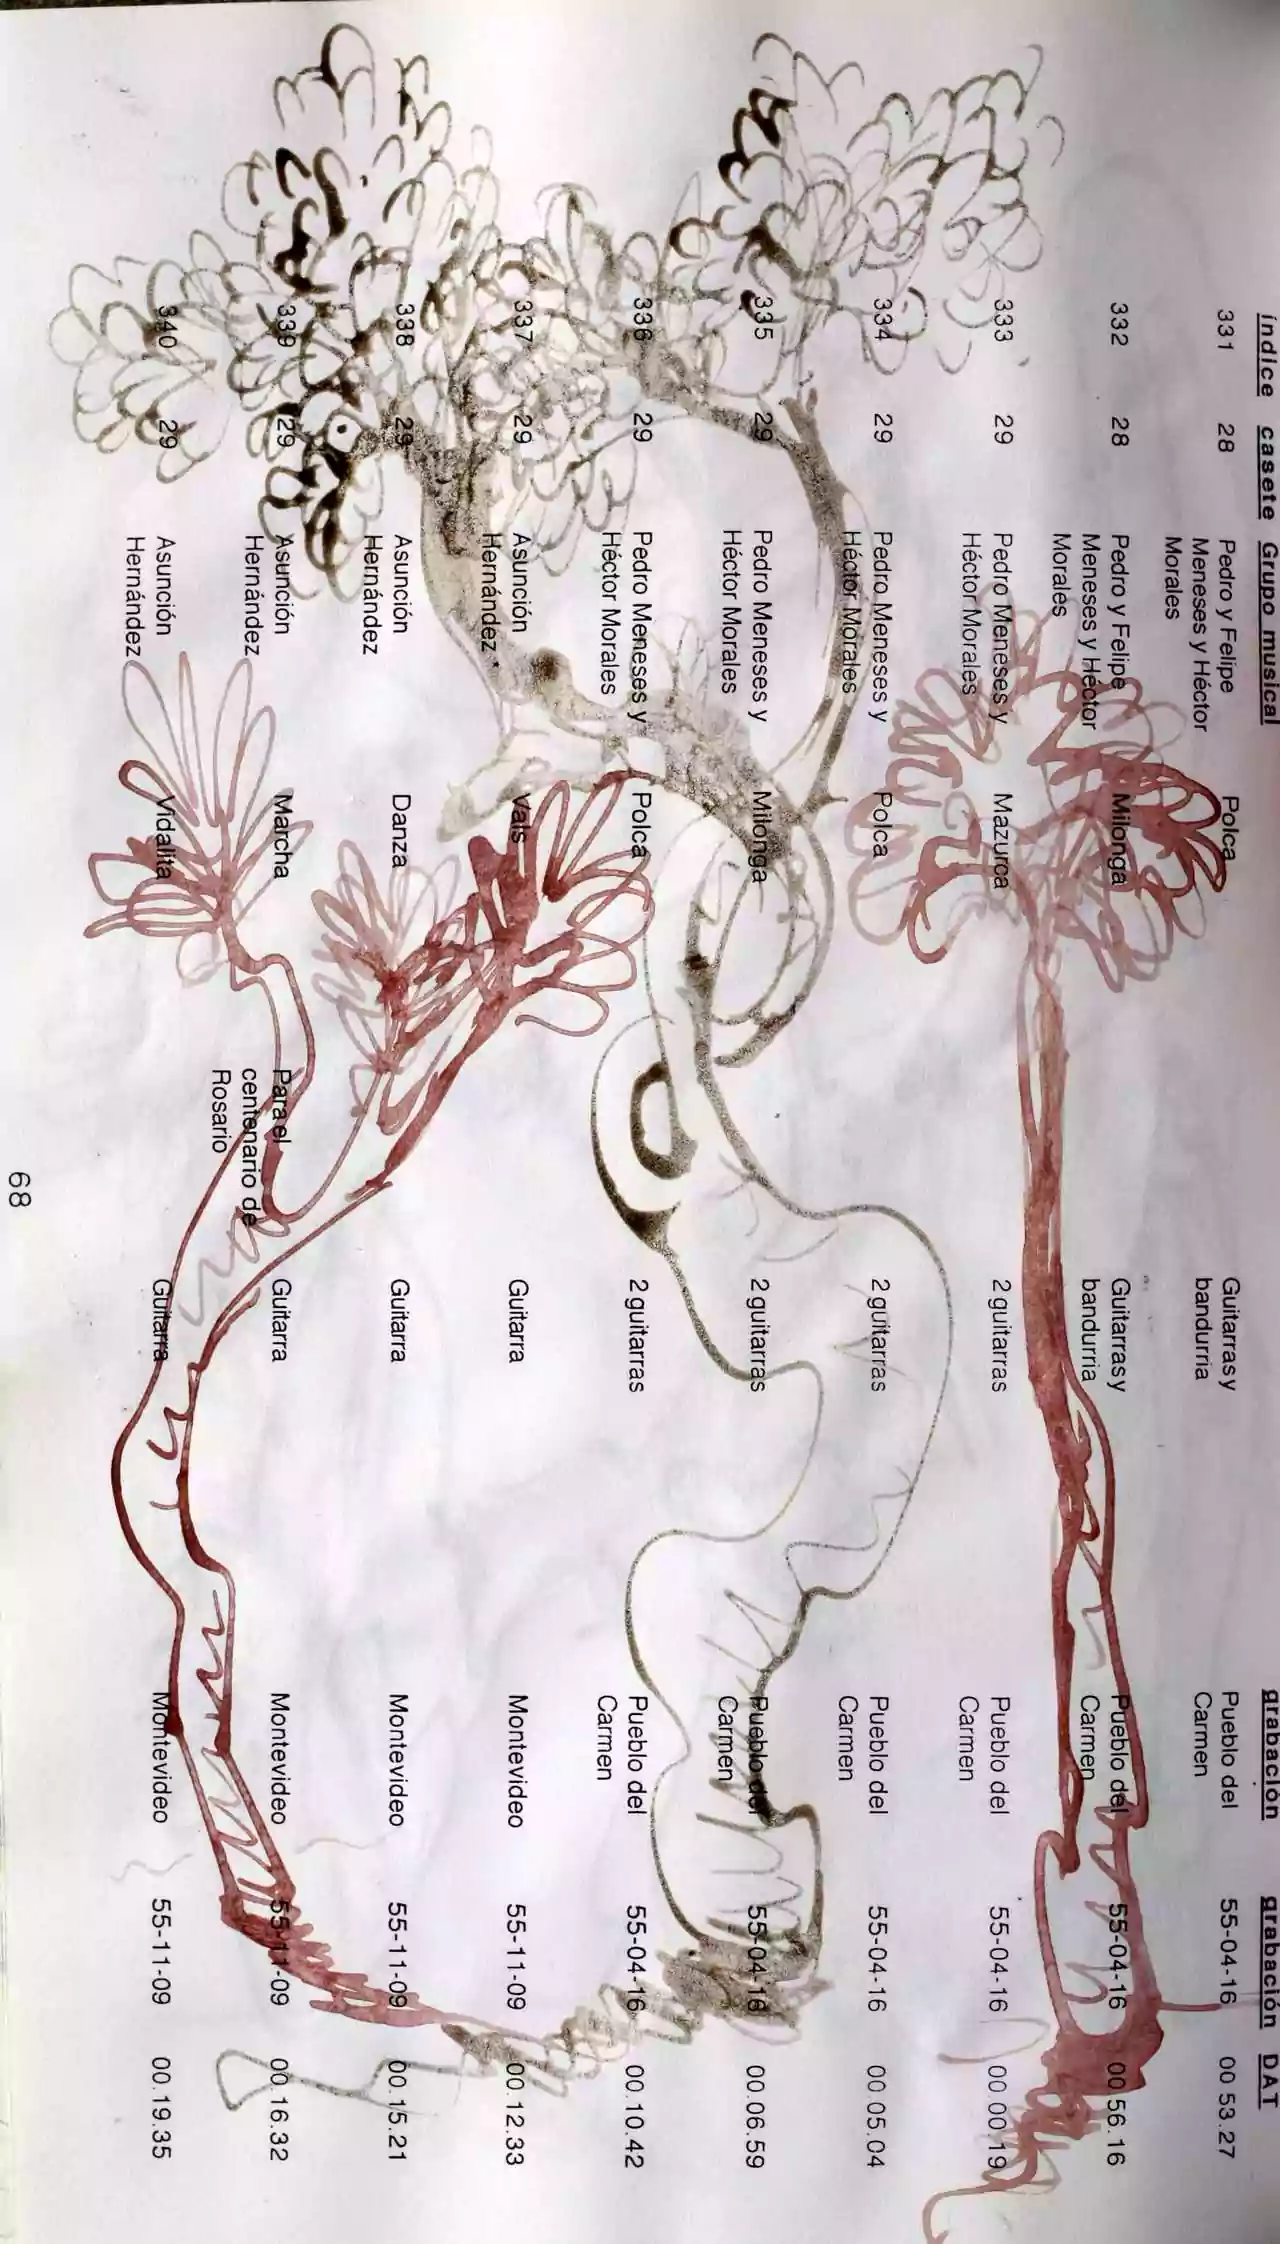 índice casete Grupo musical grabación grabación DAT
331 28 Pedro y Felipe Polca Guitarras y Pueblo del 55-04-16 00 53.27
Meneses y Héctor bandurria Carmen
Morales
332 28 Pedro y Felipe Milonga Guitarras y Pueblo del 55-04-16 00 56.16
Meneses y Héctor bandurria Carmen
Morales
333 29 Pedro Meneses y Mazurca 2 guitarras Pueblo del 55-04-16 00.00.19
Héctor Morales Carmen
334 29 Pedro Meneses y Polca 2 guitarras Pueblo del 55-04-16 00.05.04
Héctor Morales Carmen
335 29 Pedro Meneses y Milonga 2 guitarras Pueblo del 55-04-16 00.06.59
Héctor Morales Carmen
336 29 Pedro Meneses y Polca 2 guitarras Pueblo del 55-04-16 00.10.42
Héctor Morales Carmen
337 29 Asunción Vals Guitarra Montevideo 55-11-09 00.12.33
Hernández
338 29 Asunción Danza Guitarra Montevideo 55-11-09 00.15.21
Hernández
339 29 Asunción Marcha Para el Guitarra Montevideo 55-11-09 00.16.32
Hernández centenario de
Rosario
340 29 Asunción Vidalita Guitarra Montevideo 55-11-09 00.19.35
Hernández
68